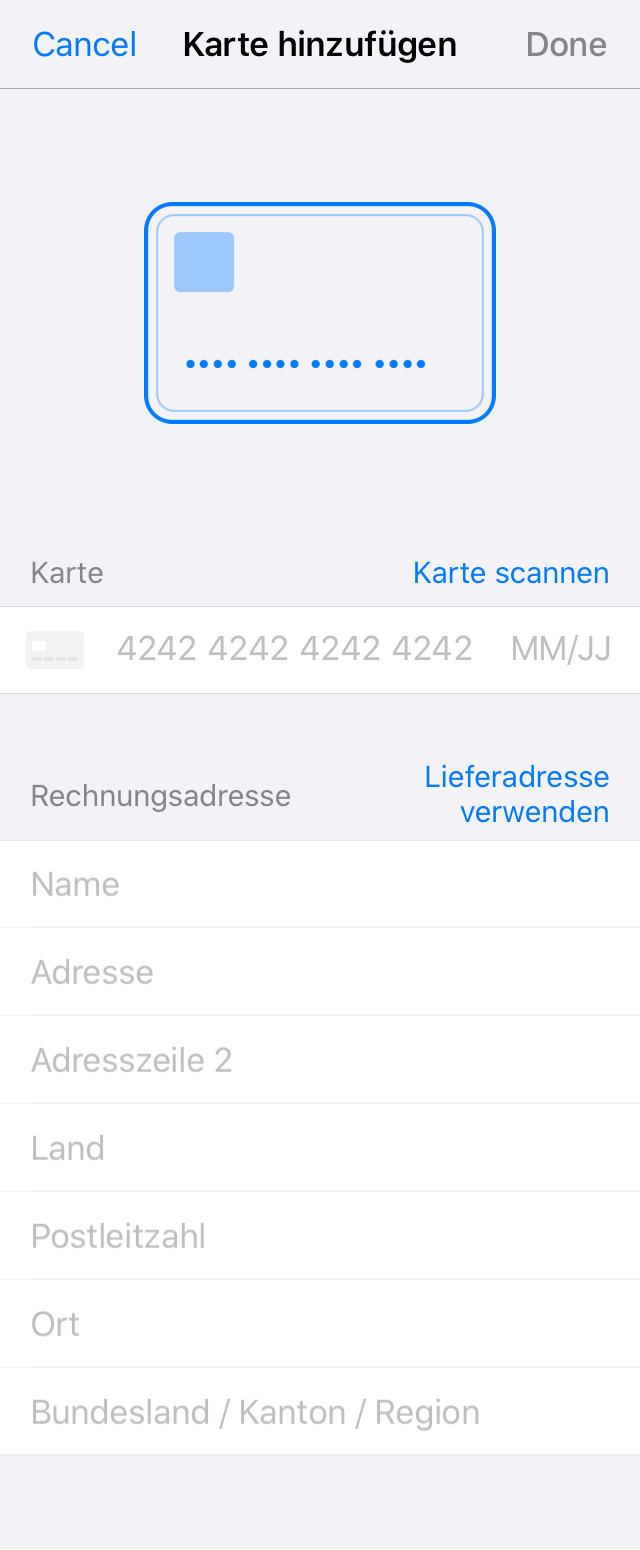 Cancel Karte hinzufügen Done
•••• •••• •••• ••••
Karte Karte scannen
4242 4242 4242 4242 MM/JJ
Rechnungsadresse Lieferadresse
verwenden
Name
Adresse
Adresszeile 2
Land
Postleitzahl
Ort
Bundesland / Kanton / Region